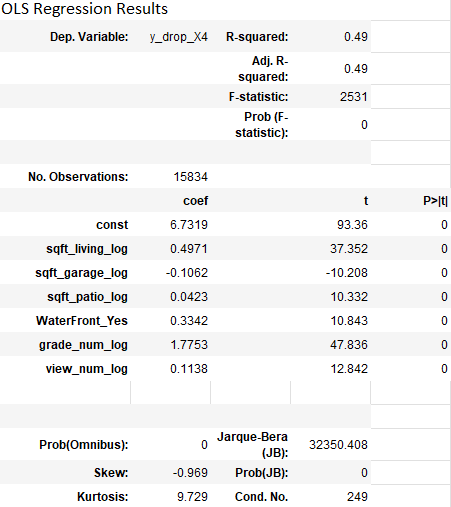 OLS Regression Results
Dep. Variable: y_drop_X4 R-squared: 0.49
Adj. R-
squared: 0.49
F-statistic: 2531
Prob (F-
statistic): 0
No. Observations: 15834
coef t P>|t|
const 6.7319 93.36 0
sqft_living_log 0.4971 37.352 0
sqft_garage_log -0.1062 -10.208 0
sqft_patio_log 0.0423 10.332 0
WaterFront_Yes 0.3342 10.843 0
grade_num_log 1.7753 47.836 0
view_num_log 0.1138 12.842 0
Prob(Omnibus): 0 Jarque-Bera
(JB): 32350.408
Skew: -0.969 Prob(JB): 0
Kurtosis: 9.729 Cond. No. 249